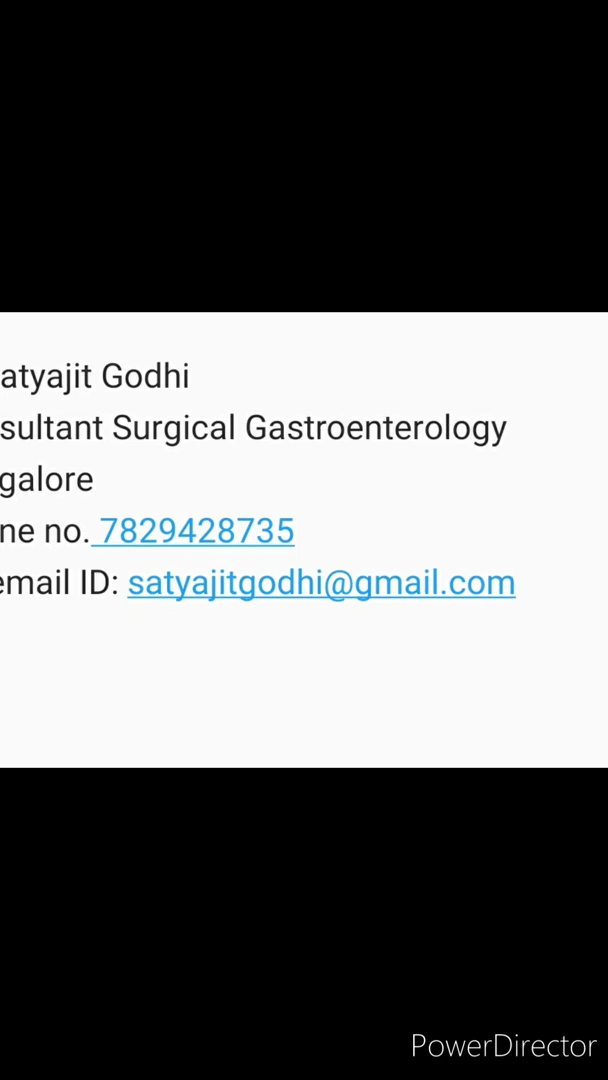 atyajit Godhi
sultant Surgical Gastroenterology
galore
ne no. 7829428735
email ID: satyajitgodhi@gmail.com
PowerDirector